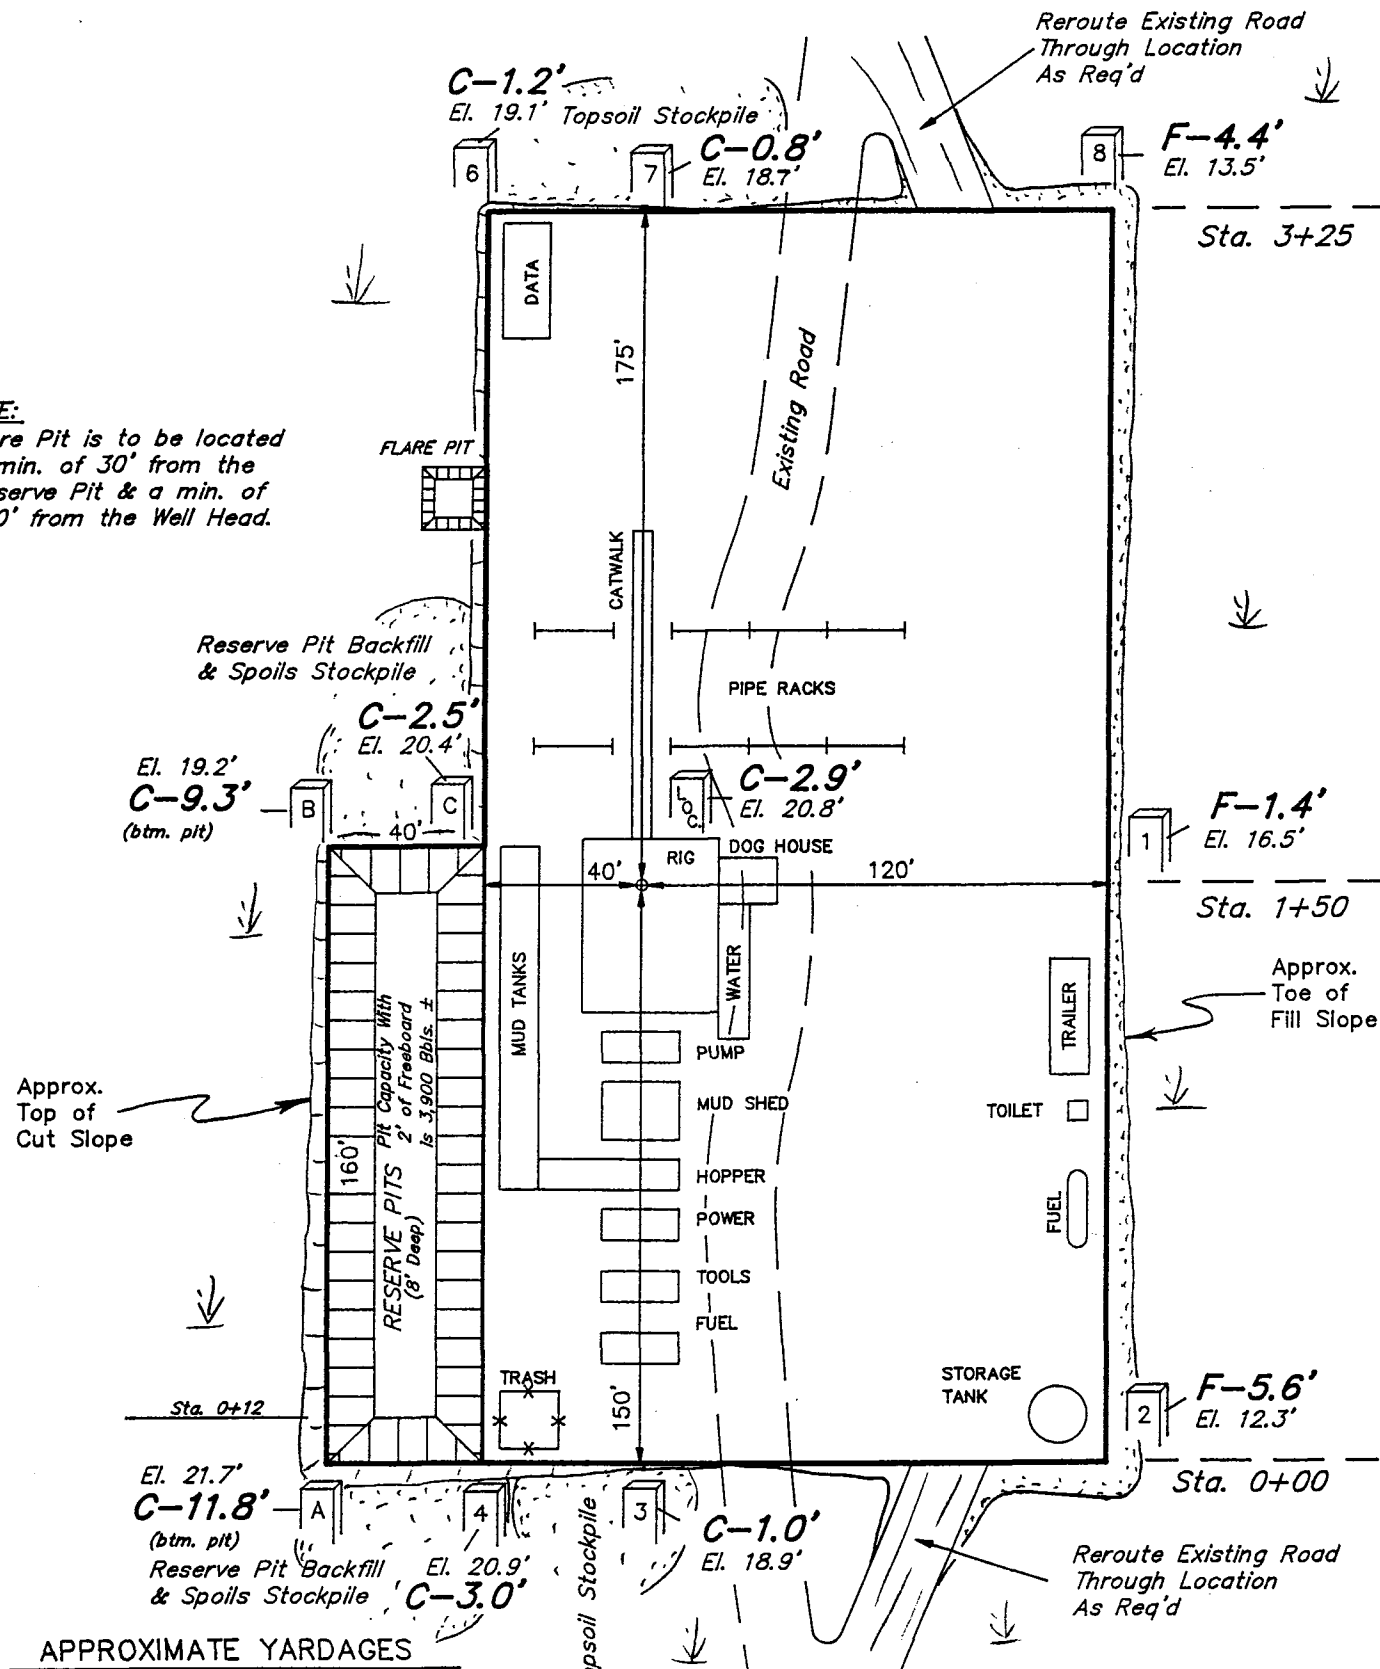 Reroute Existing Road
Through Location
As Req'd
C-1.2'
El. 19.1'
Topsoil Stockpile
6
7
C-0.8'
El. 18.7'
8
F-4.4'
El. 13.5'
Sta. 3+25
DATA
175'
Existing Road
E:
re Pit is to be located
min. of 30' from the
serve Pit & a min. of
0' from the Well Head.
FLARE PIT
CATWALK
Reserve Pit Backfill
& Spoils Stockpile
PIPE RACKS
C-2.5'
El. 20.4'
El. 19.2'
C-9.3'
(btm. pit)
B
C
40'
LOC.
C-2.9'
El. 20.8'
F-1.4'
El. 16.5'
1
RIG
DOG HOUSE
40'
120'
Sta. 1+50
MUD TANKS
WATER
TRAILER
Approx.
Toe of
Fill Slope
PUMP
MUD SHED
TOILET
HOPPER
POWER
FUEL
TOOLS
FUEL
Approx.
Top of
Cut Slope
160'
RESERVE PITS
(8' Deep)
Pit Capacity With
2' of Freeboard
Is 3,900 Bbls. ±
TRASH
150'
STORAGE
TANK
2
F-5.6'
El. 12.3'
Sta. 0+12
Sta. 0+00
El. 21.7'
C-11.8'
(btm. pit)
A
4
3
C-1.0'
El. 18.9'
Reserve Pit Backfill
& Spoils Stockpile
El. 20.9'
C-3.0'
opsoil Stockpile
Reroute Existing Road
Through Location
As Req'd
APPROXIMATE YARDAGES